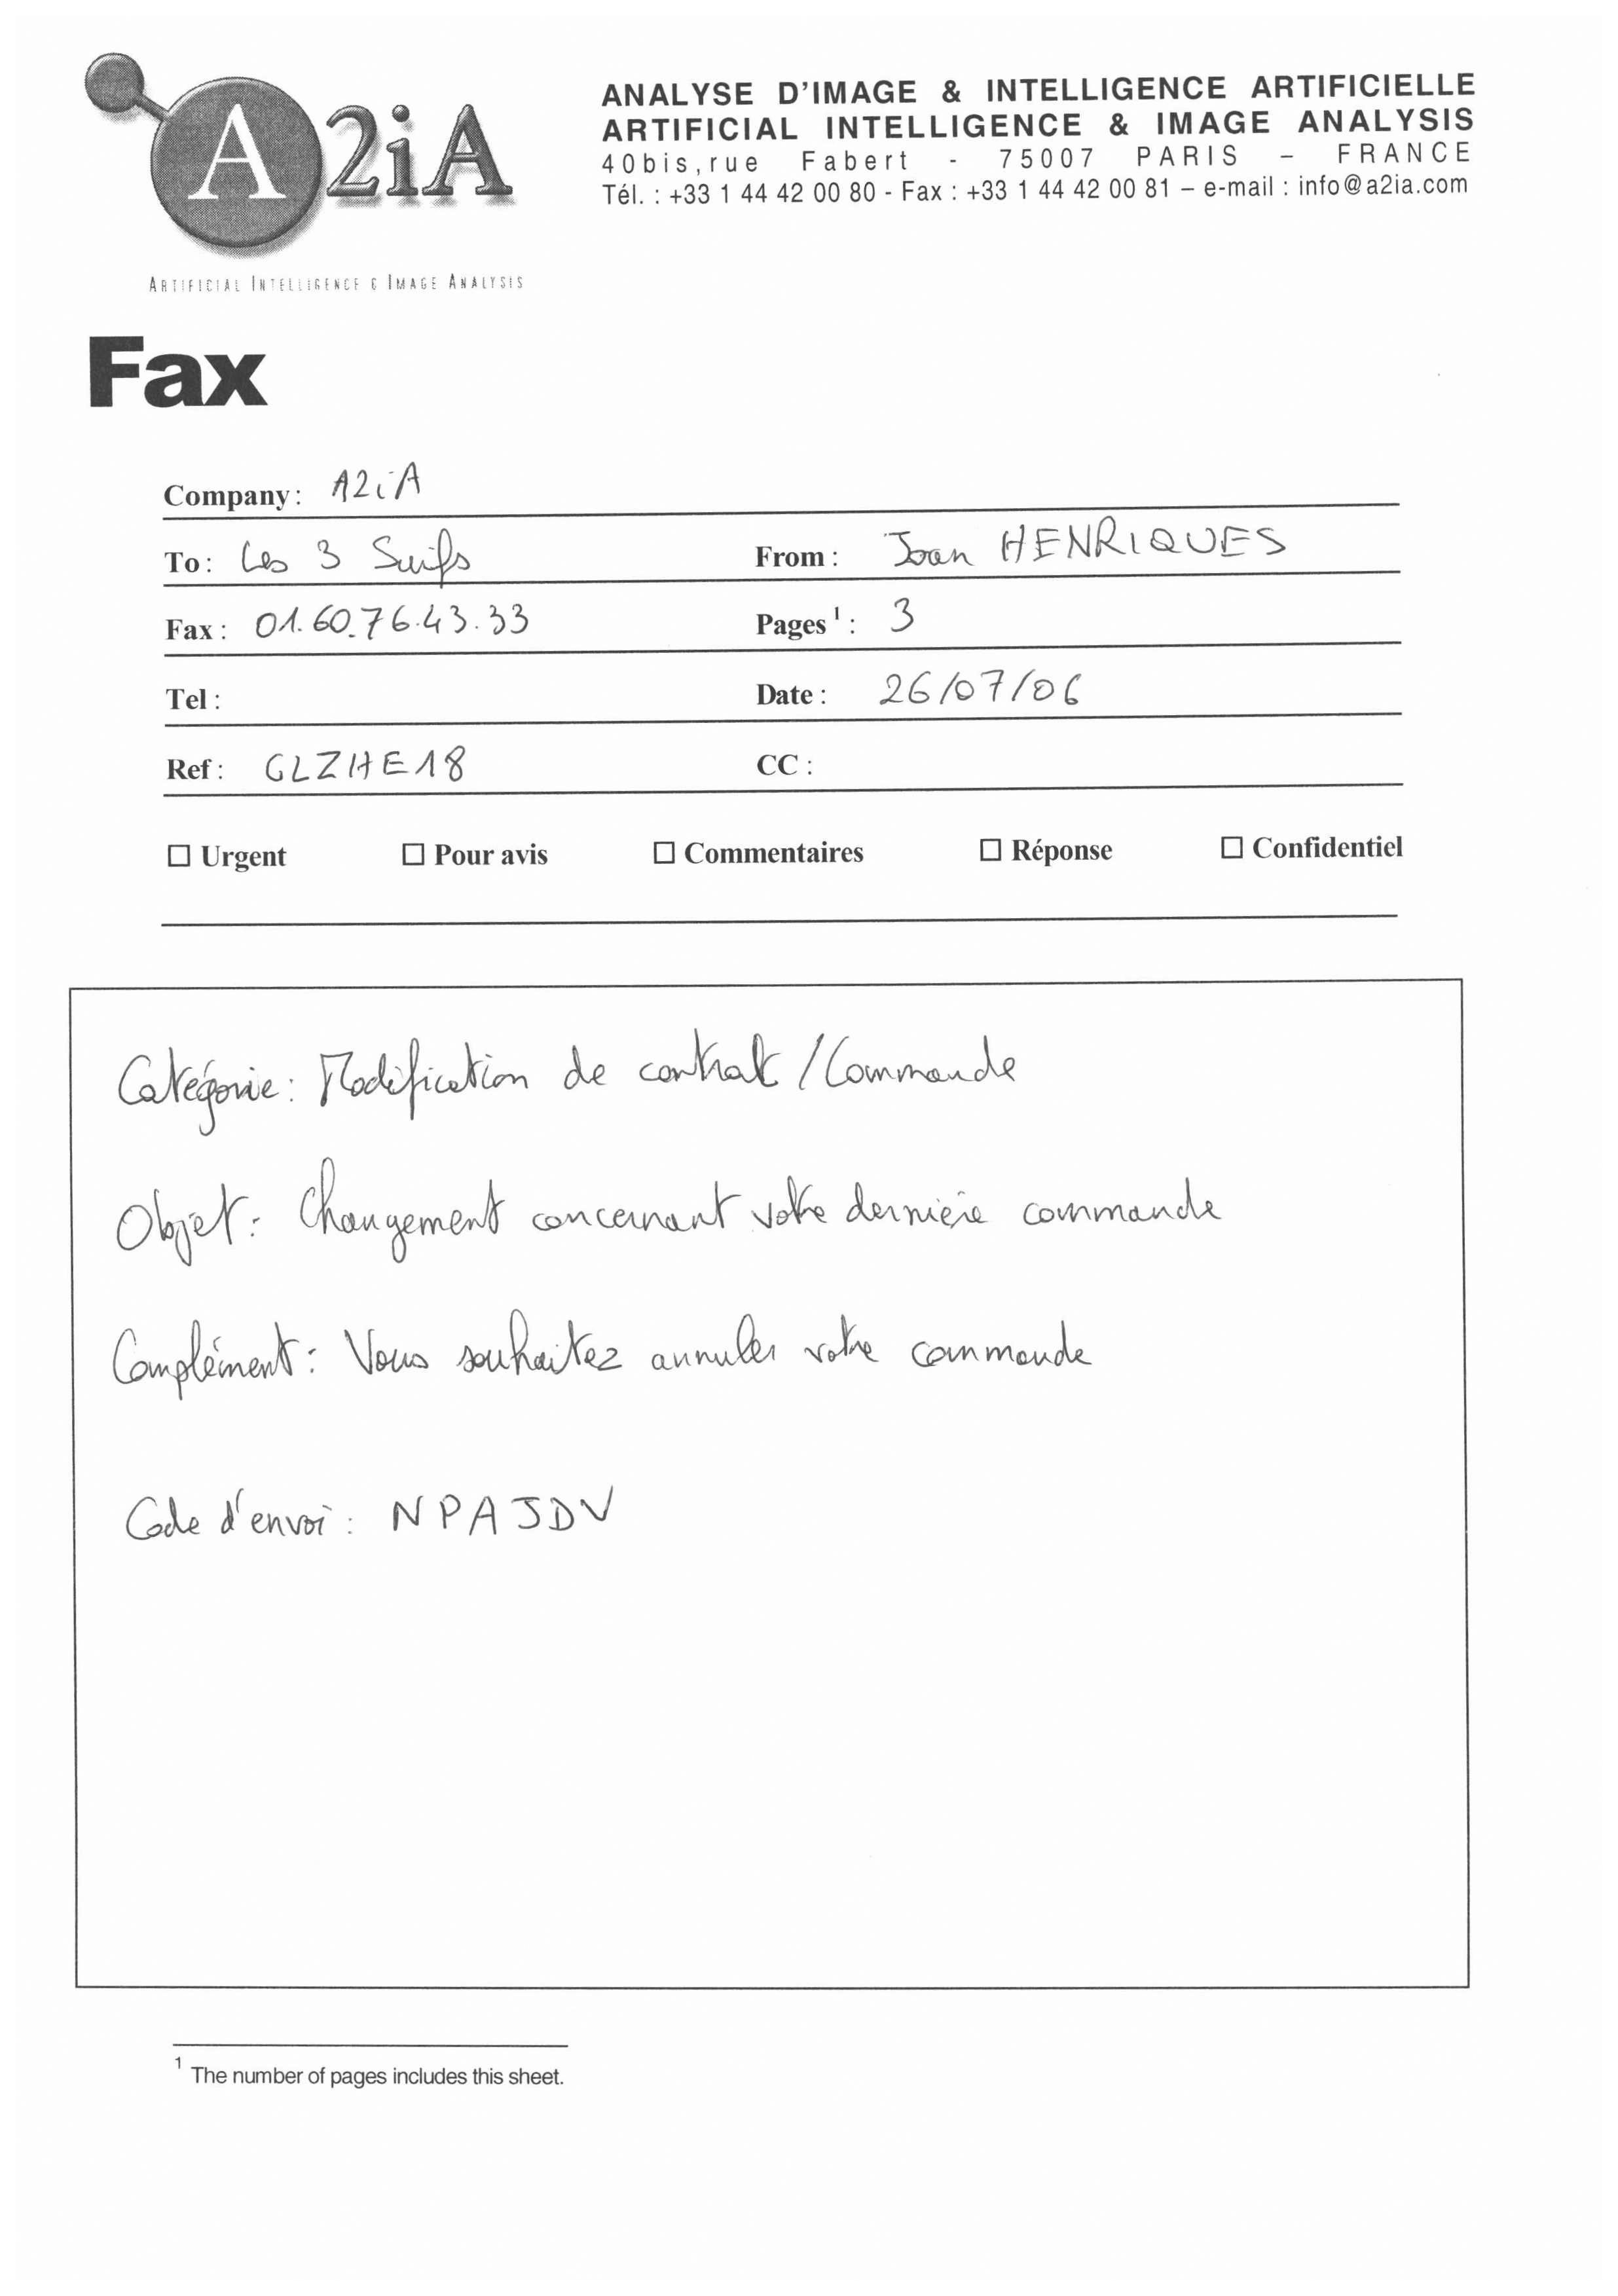 A2iA
ANALYSE D'IMAGE & INTELLIGENCE ARTIFICIELLE
ARTIFICIAL INTELLIGENCE & IMAGE ANALYSIS
40bis,rue Fabert - 75007 PARIS – FRANCE
Tél. : +33 1 44 42 00 80 - Fax : +33 1 44 42 00 81 – e-mail : info@a2ia.com
ARTIFICIAL INTELLIGENCE & IMAGE ANALYSIS
Fax
Company: A2iA
To: Les 3 Suifs From: Joan HENRIQUES
Fax: 01.60.76.43.33 Pages ¹: 3
Tel: Date: 26/07/06
Ref: GLZHE18 CC:
☐ Urgent ☐ Pour avis ☐ Commentaires ☐ Réponse ☐ Confidentiel
Catégorie: Modification de contrat / Commande
Objet: Changement concernant votre dernière commande
Complément: Vous souhaitez annuler votre commande
Code d'envoi: NPAJDV
¹ The number of pages includes this sheet.